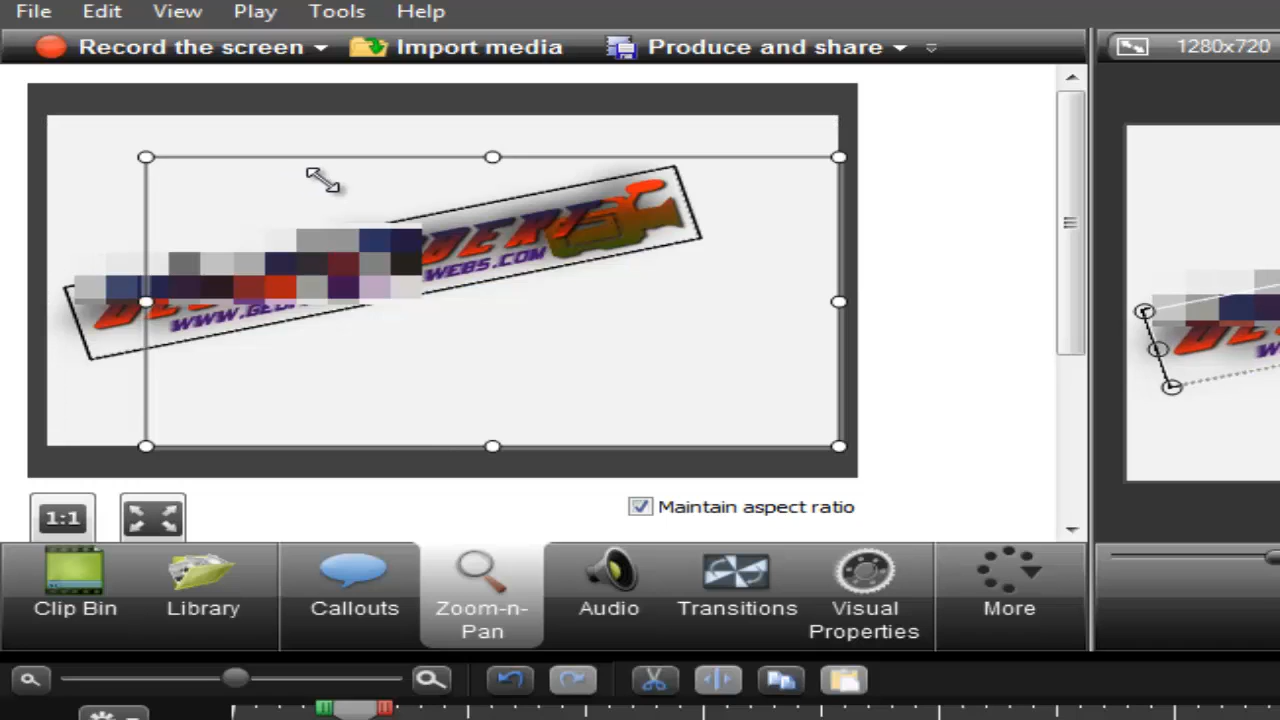 File Edit View Play Tools Help
Record the screen Import media Produce and share 1280x720
WEBS.COM
1:1 Maintain aspect ratio
Clip Bin Library Callouts Zoom-n-Pan Audio Transitions Visual Properties More